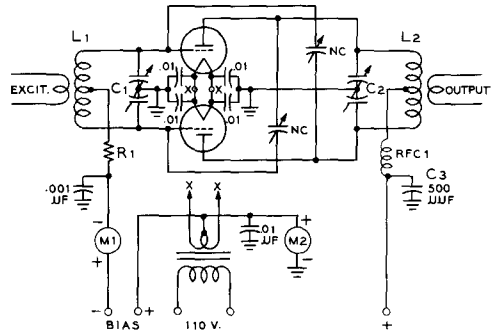 L1
L2
EXCIT.
C1
.01
.01
X
X
.01
.01
NC
NC
C2
OUTPUT
R1
RFC1
C3
500
μμF
.001
μF
X
X
.01
μF
-
M1
+
+
M2
-
-
+
+
BIAS
110 V.